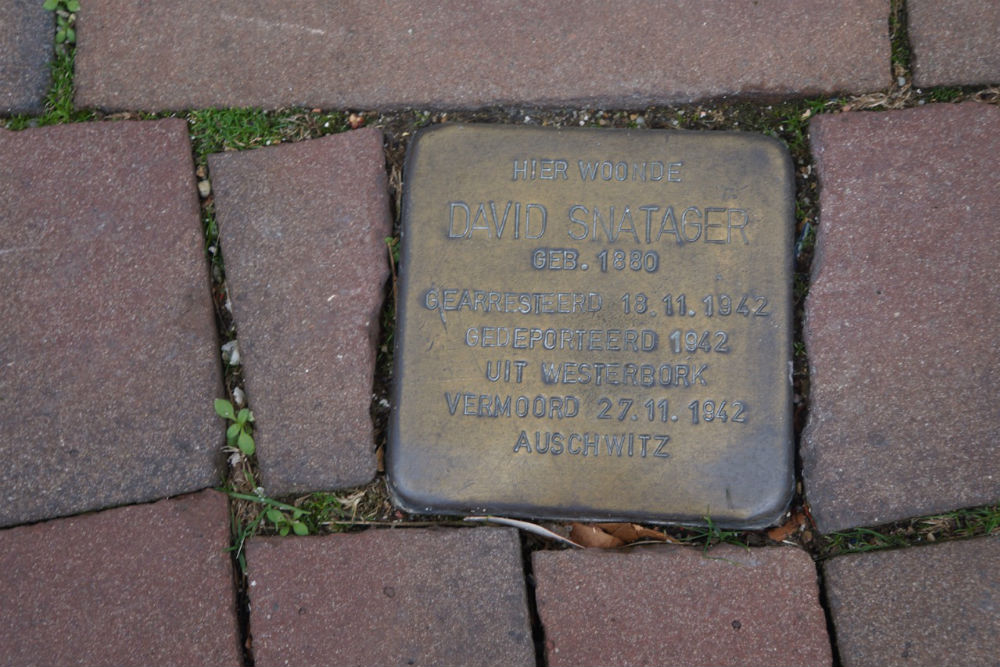 HIER WOONDE
DAVID SNATAGER
GEB. 1880
GEARRESTEERD 18.11.1942
GEDEPORTEERD 1942
UIT WESTERBORK
VERMOORD 27.11.1942
AUSCHWITZ